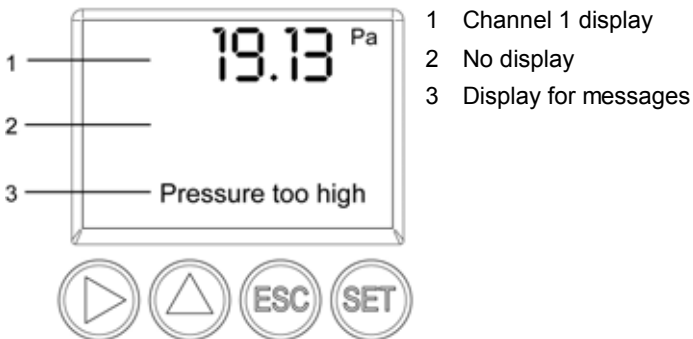 19.13 Pa
1
2
3
Pressure too high
ESC SET
1 Channel 1 display
2 No display
3 Display for messages